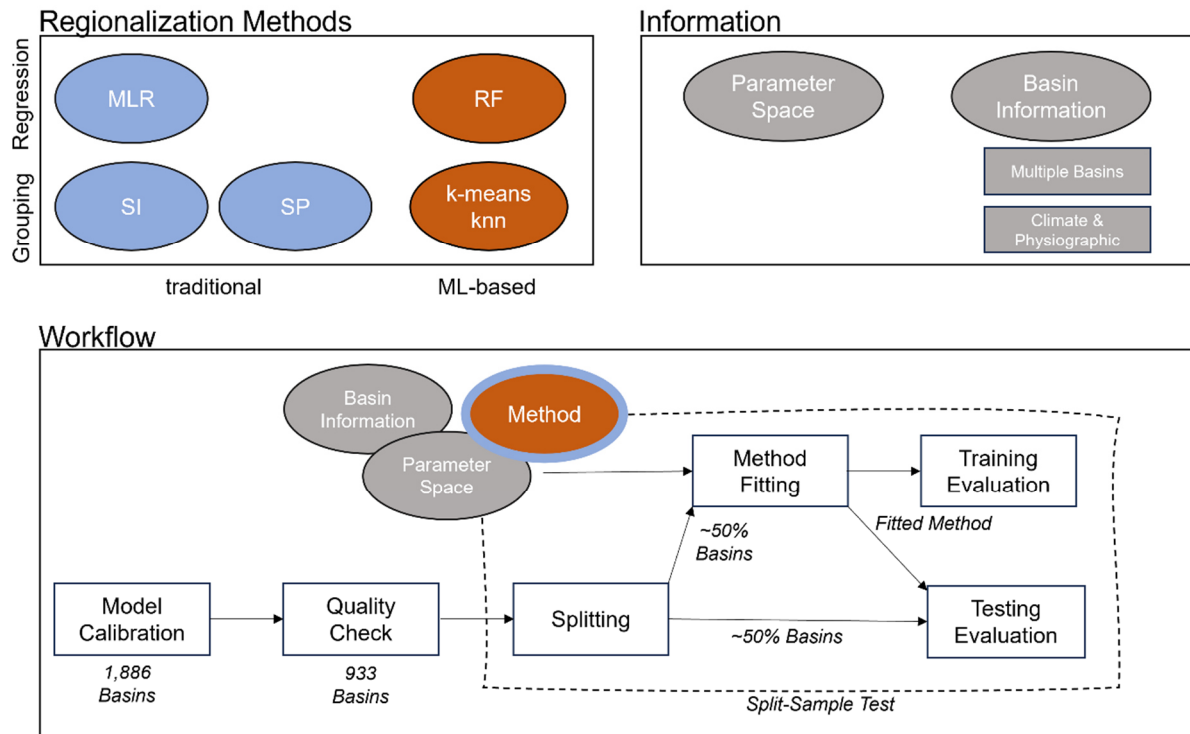 Regionalization Methods
Regression
MLR
RF
Grouping
SI
SP
k-means
knn
traditional
ML-based
Information
Parameter
Space
Basin
Information
Multiple Basins
Climate &
Physiographic
Workflow
Basin
Information
Method
Parameter
Space
Method
Fitting
Training
Evaluation
~50%
Basins
Fitted Method
Model
Calibration
Quality
Check
Splitting
~50% Basins
Testing
Evaluation
1,886
Basins
933
Basins
Split-Sample Test